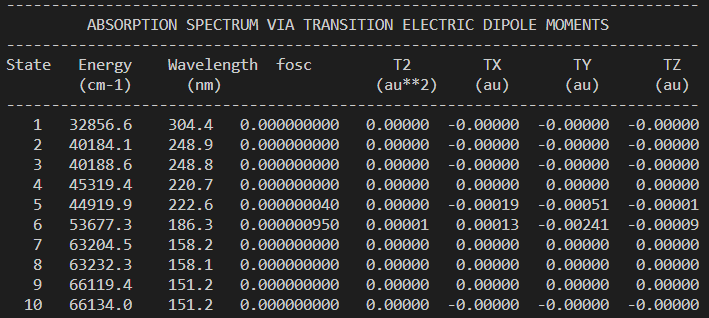 -----------------------------------------------------------------------------
         ABSORPTION SPECTRUM VIA TRANSITION ELECTRIC DIPOLE MOMENTS
-----------------------------------------------------------------------------
State   Energy    Wavelength  fosc         T2        TX        TY        TZ
        (cm-1)      (nm)                 (au**2)    (au)      (au)      (au)
-----------------------------------------------------------------------------
   1   32856.6    304.4   0.000000000   0.00000  -0.00000  -0.00000  -0.00000
   2   40184.1    248.9   0.000000000   0.00000  -0.00000  -0.00000  -0.00000
   3   40188.6    248.8   0.000000000   0.00000  -0.00000   0.00000  -0.00000
   4   45319.4    220.7   0.000000000   0.00000   0.00000   0.00000   0.00000
   5   44919.9    222.6   0.000000040   0.00000  -0.00019  -0.00051  -0.00001
   6   53677.3    186.3   0.000000950   0.00001   0.00013  -0.00241  -0.00009
   7   63204.5    158.2   0.000000000   0.00000   0.00000   0.00000   0.00000
   8   63232.3    158.1   0.000000000   0.00000   0.00000   0.00000   0.00000
   9   66119.4    151.2   0.000000000   0.00000   0.00000  -0.00000  -0.00000
  10   66134.0    151.2   0.000000000   0.00000  -0.00000  -0.00000  -0.00000